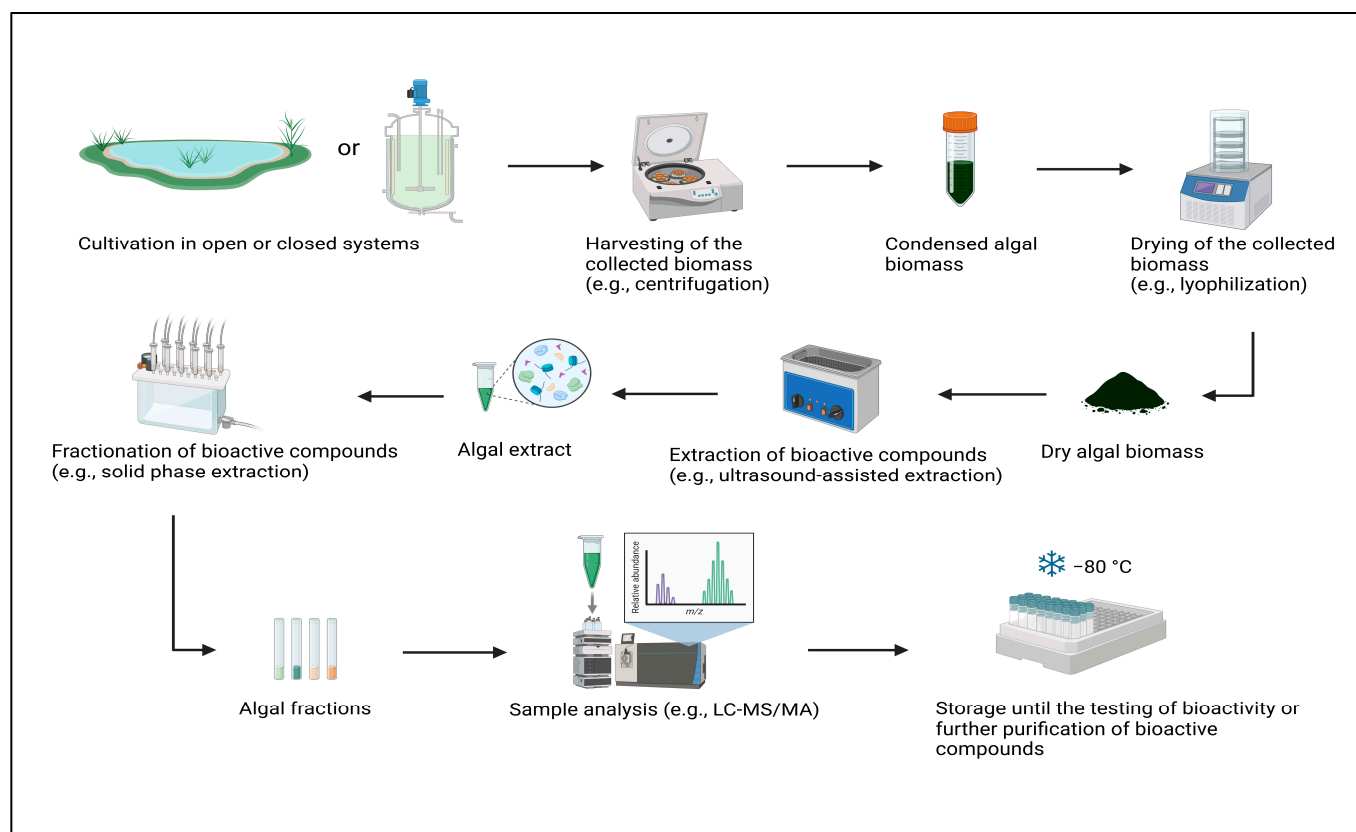 or
Cultivation in open or closed systems
Harvesting of the
collected biomass
(e.g., centrifugation)
Condensed algal
biomass
Drying of the collected
biomass
(e.g., lyophilization)
Fractionation of bioactive compounds
(e.g., solid phase extraction)
Algal extract
Extraction of bioactive compounds
(e.g., ultrasound-assisted extraction)
Dry algal biomass
Algal fractions
Relative abundance
m/z
Sample analysis (e.g., LC-MS/MA)
−80 °C
Storage until the testing of bioactivity or
further purification of bioactive
compounds